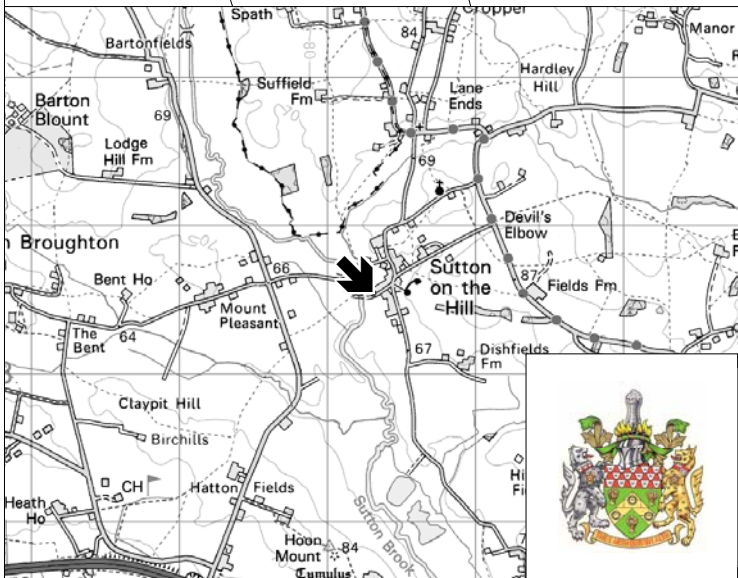 Spath
84
Cropper
Manor
Bartonfields
Hardley
Hill
Suffield
Fm
Lane
Ends
Barton
Blount
69
Lodge
Hill Fm
69
Devil's
Elbow
Broughton
66
Sutton
on the
Hill
Bent Ho
87
Fields Fm
Mount
Pleasant
The
Bent
64
67
Dishfields
Fm
Claypit Hill
Birchills
CH
Hatton Fields
Heath
Ho
Sutton Brook
Hoon
Mount
84
Tumulus